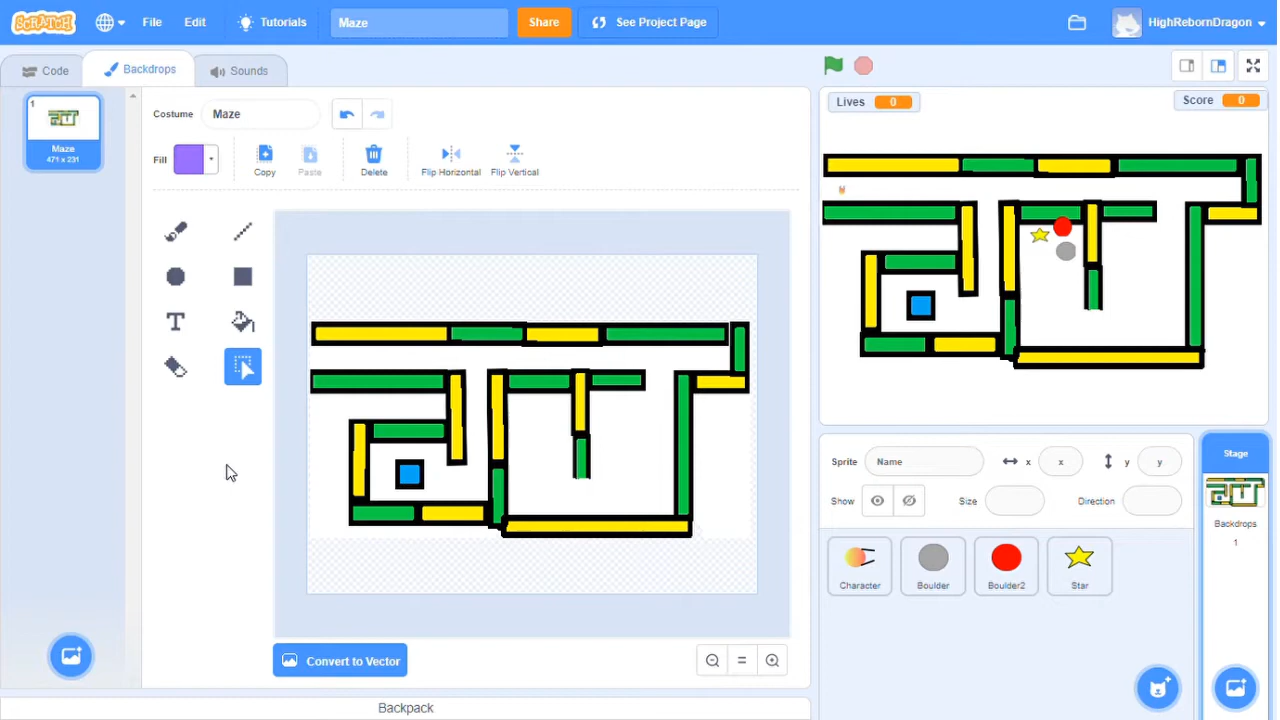 SCRATCH File Edit Tutorials Maze Share See Project Page HighRebornDragon
Code Backdrops Sounds
1
Maze
471 x 231
Costume Maze
Fill Copy Paste Delete Flip Horizontal Flip Vertical
T
Convert to Vector
Backpack
Lives 0 Score 0
Sprite Name x x y y
Show Size Direction
Character Boulder Boulder2 Star
Stage
Backdrops
1